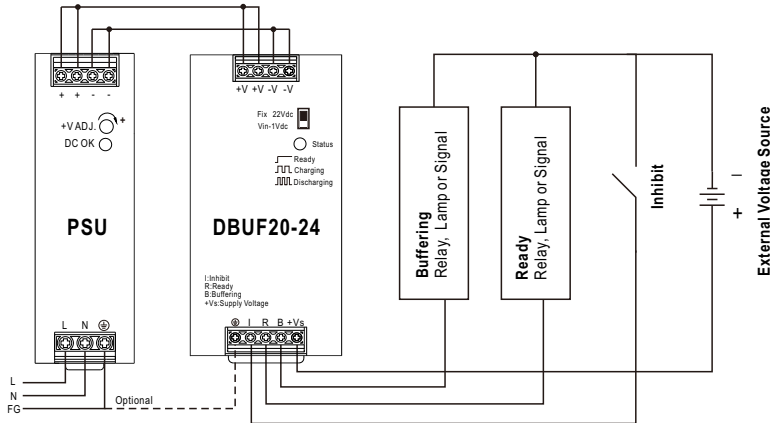 + + - -
+V ADJ. +
DC OK
PSU
L N
L
N
FG
Optional
+V +V -V -V
Fix 22Vdc
Vin-1Vdc
Status
Ready
Charging
Discharging
DBUF20-24
I:Inhibit
R:Ready
B:Buffering
+Vs:Supply Voltage
I R B +Vs
Buffering
Relay, Lamp or Signal
Ready
Relay, Lamp or Signal
Inhibit
− +
External Voltage Source